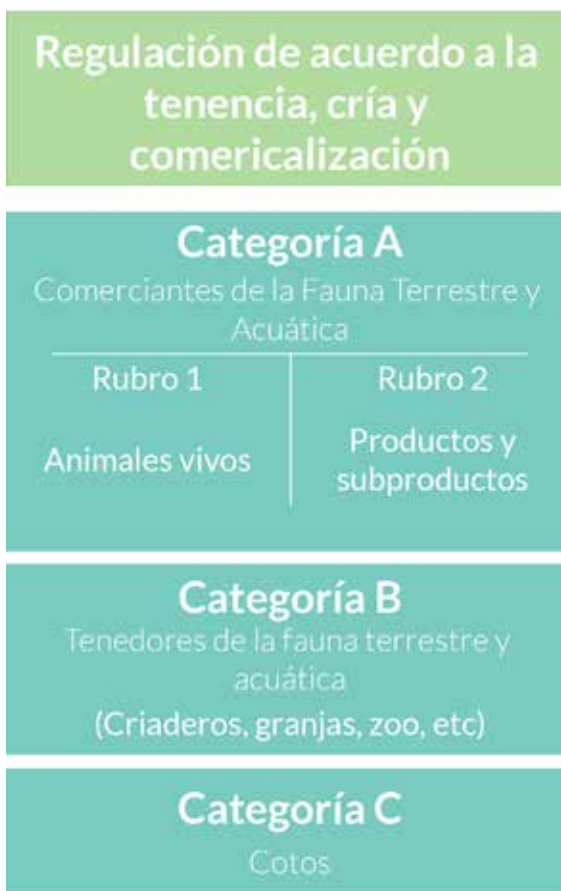 Regulación de acuerdo a la
tenencia, cría y
comericalización
Categoría A
Comerciantes de la Fauna Terrestre y
Acuática
Rubro 1
Rubro 2
Animales vivos
Productos y
subproductos
Categoría B
Tenedores de la fauna terrestre y
acuática
(Criaderos, granjas, zoo, etc)
Categoría C
Cotos